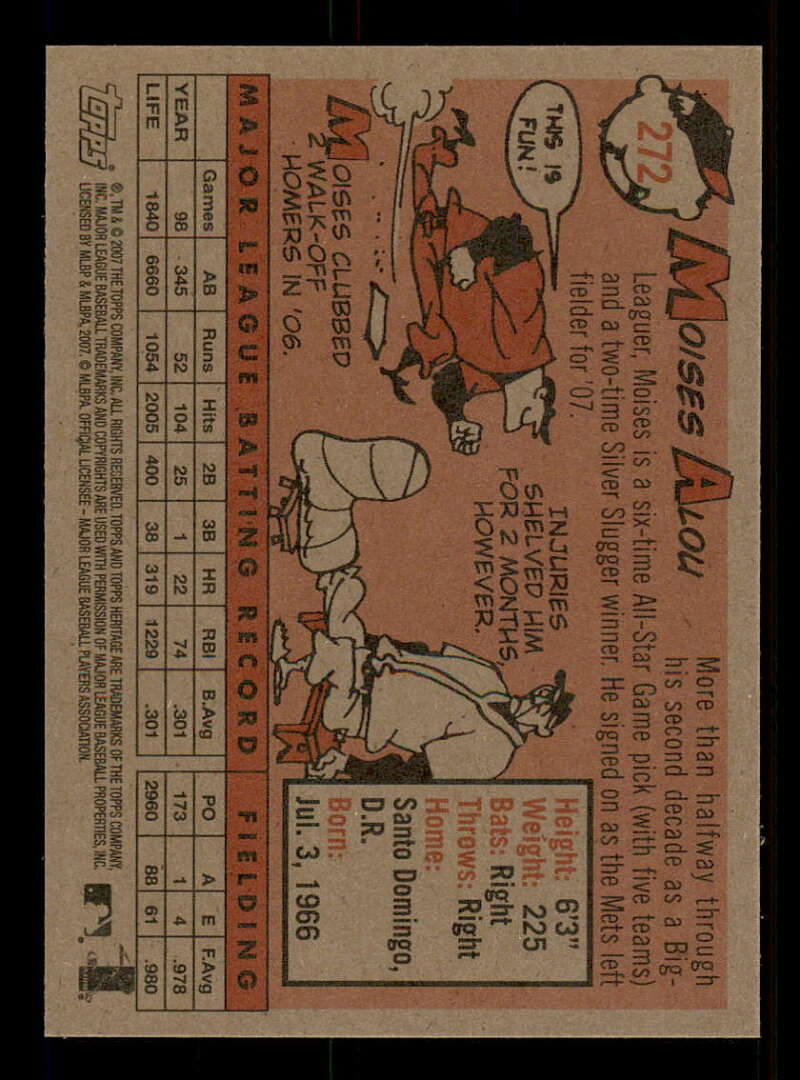 272
MOISES ALOU
More than halfway through
his second decade as a Big-
Leaguer, Moises is a six-time All-Star Game pick (with five teams)
and a two-time Silver Slugger winner. He signed on as the Mets left
fielder for '07.
THIS IS
FUN!
MOISES CLUBBED
2 WALK-OFF
HOMERS IN '06.
INJURIES
SHELVED HIM
FOR 2 MONTHS,
HOWEVER.
Height: 6'3"
Weight: 225
Bats: Right
Throws: Right
Home:
Santo Domingo,
D.R.
Born:
Jul. 3, 1966
MAJOR LEAGUE BATTING RECORD FIELDING
Games AB Runs Hits 2B 3B HR RBI B.Avg PO A E F.Avg
YEAR 98 345 52 104 25 1 22 74 .301 173 1 4 .978
LIFE 1840 6660 1054 2005 400 38 319 1229 .301 2960 88 61 .980
TOPPS
®, TM & © 2007 THE TOPPS COMPANY, INC. ALL RIGHTS RESERVED. TOPPS AND TOPPS HERITAGE ARE TRADEMARKS OF THE TOPPS COMPANY,
INC. MAJOR LEAGUE BASEBALL TRADEMARKS AND COPYRIGHTS ARE USED WITH PERMISSION OF MAJOR LEAGUE BASEBALL PROPERTIES, INC.
LICENSED BY MLBP & MLBPA, 2007. © MLBPA. OFFICIAL LICENSEE – MAJOR LEAGUE BASEBALL PLAYERS ASSOCIATION.